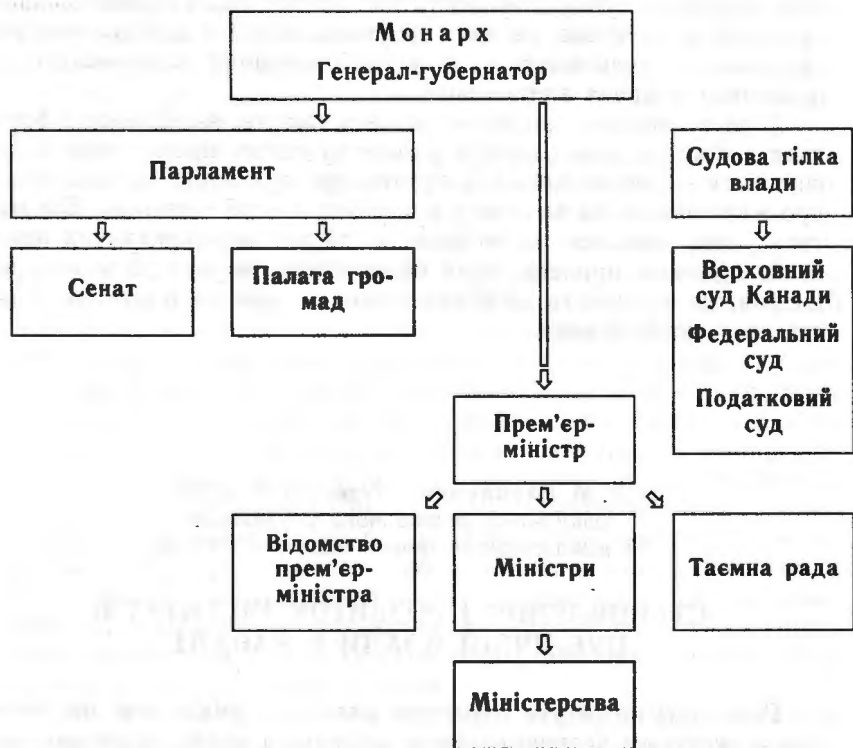 Монарх
Генерал-губернатор
Парламент
Судова гілка
влади
Сенат
Палата гро-
мад
Верховний
суд Канади
Федеральний
суд
Податковий
суд
Прем'єр-
міністр
Відомство
прем'єр-
міністра
Міністри
Таємна рада
Міністерства